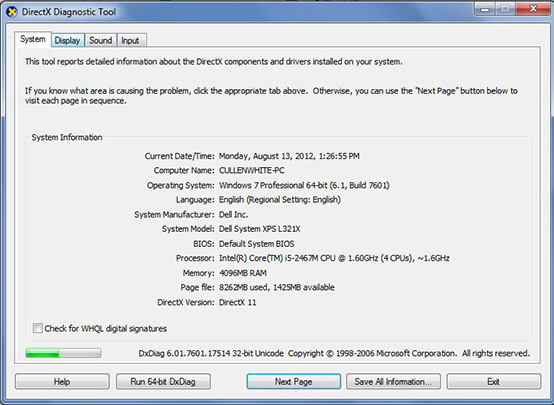 DirectX Diagnostic Tool
System Display Sound Input
This tool reports detailed information about the DirectX components and drivers installed on your system.
If you know what area is causing the problem, click the appropriate tab above. Otherwise, you can use the "Next Page" button below to
visit each page in sequence.
System Information
Current Date/Time: Monday, August 13, 2012, 1:26:55 PM
Computer Name: CULLENWHITE-PC
Operating System: Windows 7 Professional 64-bit (6.1, Build 7601)
Language: English (Regional Setting: English)
System Manufacturer: Dell Inc.
System Model: Dell System XPS L321X
BIOS: Default System BIOS
Processor: Intel(R) Core(TM) i5-2467M CPU @ 1.60GHz (4 CPUs), ~1.6GHz
Memory: 4096MB RAM
Page file: 8262MB used, 1425MB available
DirectX Version: DirectX 11
Check for WHQL digital signatures
DxDiag 6.01.7601.17514 32-bit Unicode Copyright © 1998-2006 Microsoft Corporation. All rights reserved.
Help Run 64-bit DxDiag Next Page Save All Information... Exit